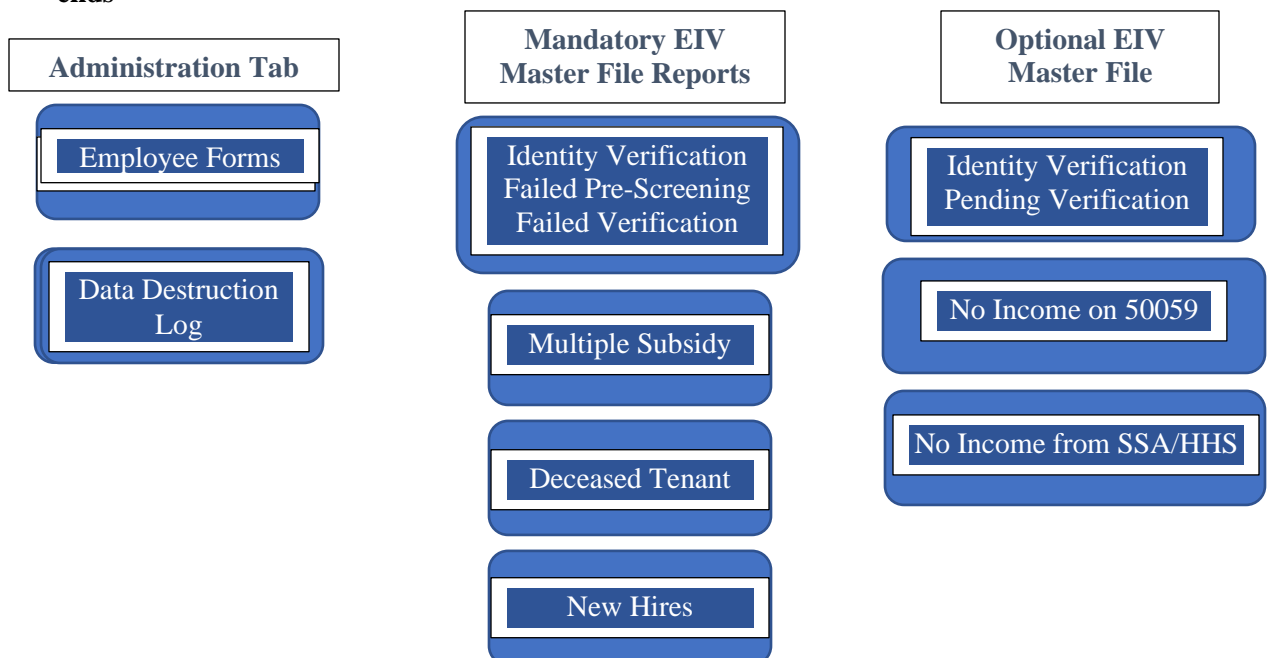 Administration Tab
Employee Forms
Data Destruction
Log
Mandatory EIV
Master File Reports
Identity Verification
Failed Pre-Screening
Failed Verification
Multiple Subsidy
Deceased Tenant
New Hires
Optional EIV
Master File
Identity Verification
Pending Verification
No Income on 50059
No Income from SSA/HHS